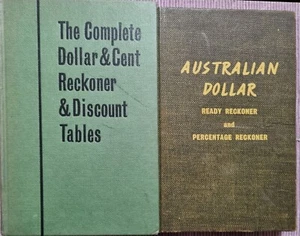 The Complete
Dollar & Cent
Reckoner
& Discount
Tables
AUSTRALIAN
DOLLAR
READY RECKONER
and
PERCENTAGE RECKONER